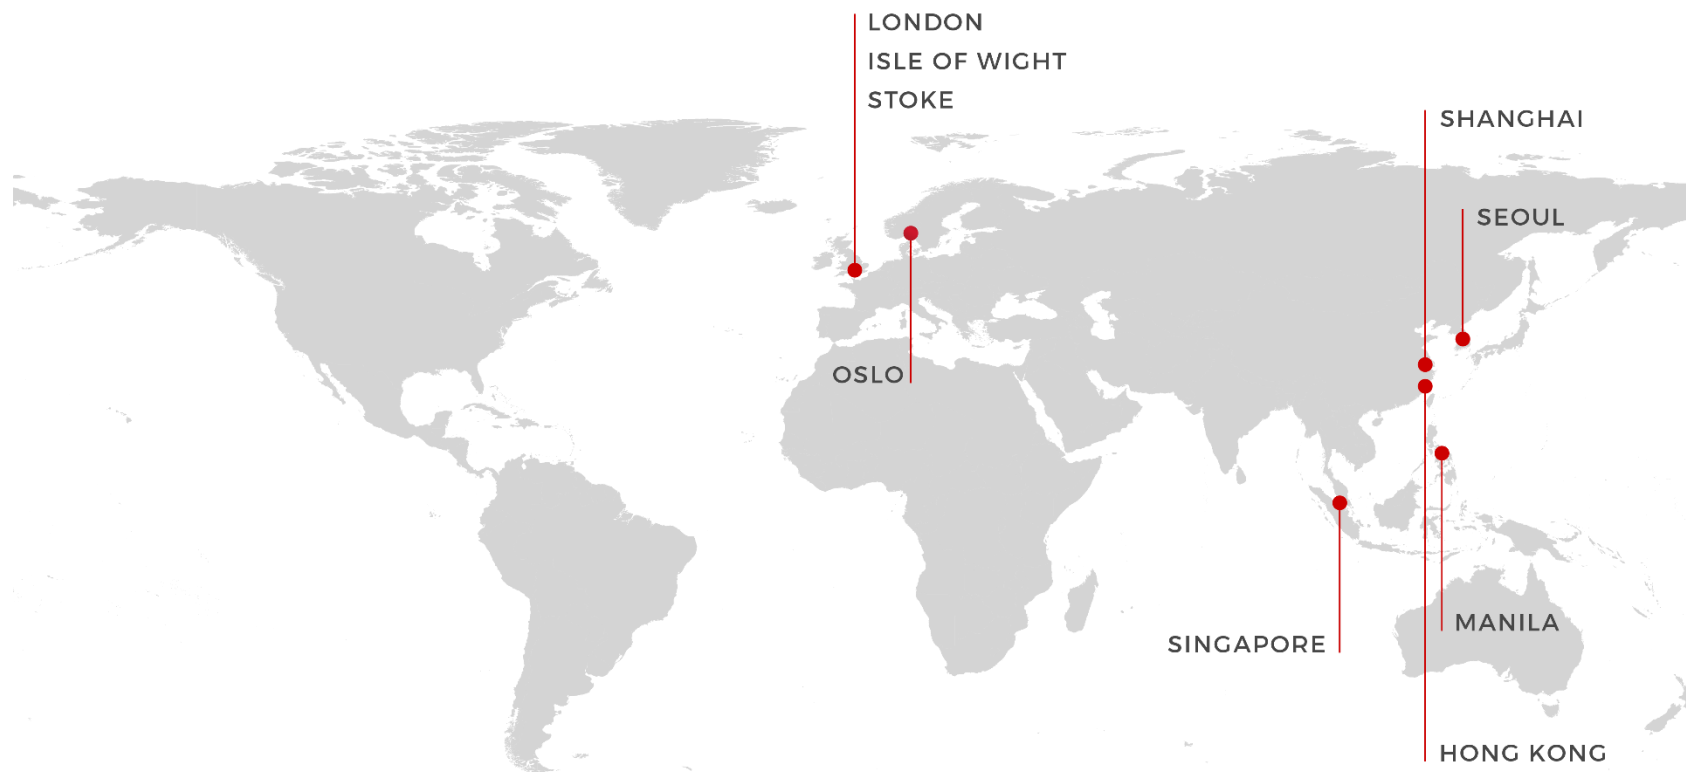 LONDON
ISLE OF WIGHT
STOKE
SHANGHAI
SEOUL
OSLO
MANILA
SINGAPORE
HONG KONG